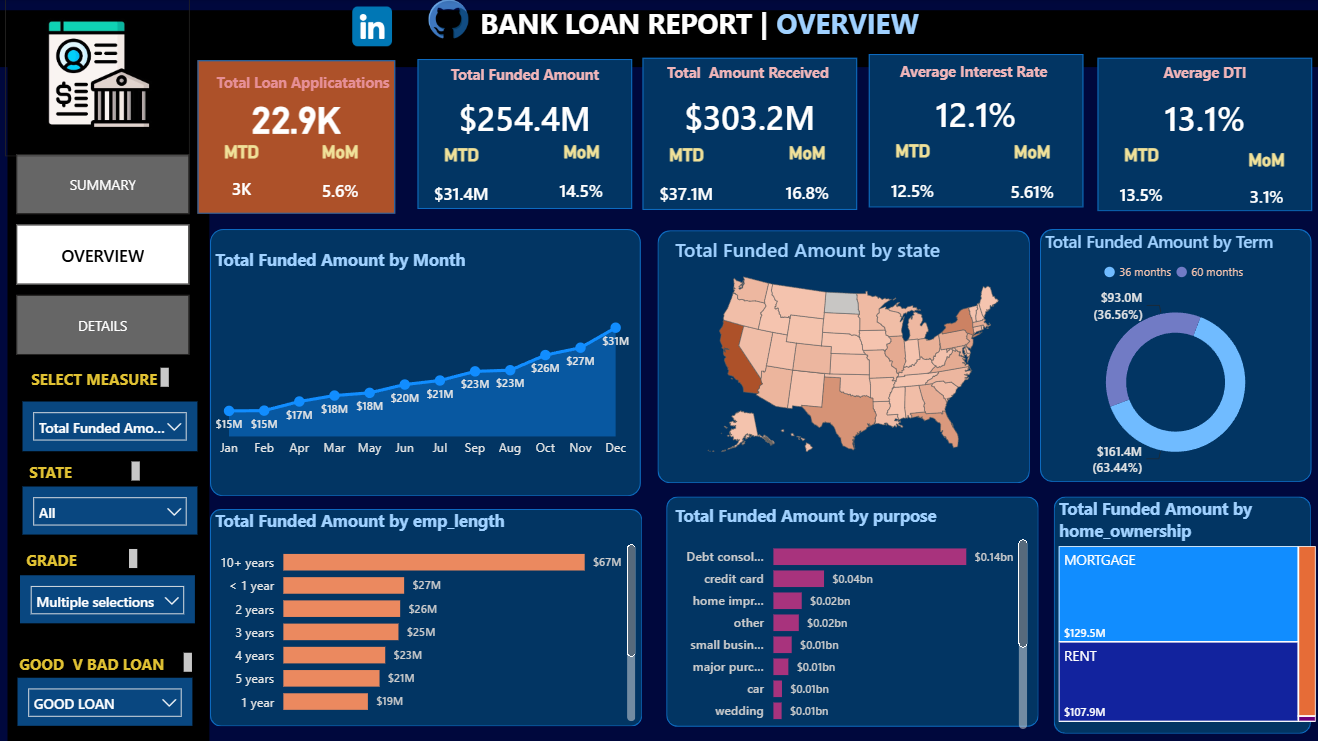 in
BANK LOAN REPORT | OVERVIEW
Total Loan Applicatations
22.9K
MTD MoM
3K 5.6%
Total Funded Amount
$254.4M
MTD MoM
$31.4M 14.5%
Total Amount Received
$303.2M
MTD MoM
$37.1M 16.8%
Average Interest Rate
12.1%
MTD MoM
12.5% 5.61%
Average DTI
13.1%
MTD MoM
13.5% 3.1%
SUMMARY
OVERVIEW
DETAILS
SELECT MEASURE
Total Funded Amo...
STATE
All
GRADE
Multiple selections
GOOD V BAD LOAN
GOOD LOAN
Total Funded Amount by Month
$15M $15M $17M $18M $18M $20M $21M $23M $23M $26M $27M $31M
Jan Feb Apr Mar May Jun Jul Sep Aug Oct Nov Dec
Total Funded Amount by state
Total Funded Amount by Term
36 months 60 months
$93.0M
(36.56%)
$161.4M
(63.44%)
Total Funded Amount by emp_length
10+ years $67M
< 1 year $27M
2 years $26M
3 years $25M
4 years $23M
5 years $21M
1 year $19M
Total Funded Amount by purpose
Debt consol... $0.14bn
credit card $0.04bn
home impr... $0.02bn
other $0.02bn
small busin... $0.01bn
major purc... $0.01bn
car $0.01bn
wedding $0.01bn
Total Funded Amount by
home_ownership
MORTGAGE
$129.5M
RENT
$107.9M